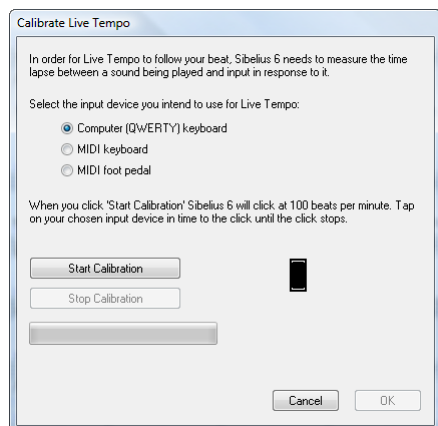 Calibrate Live Tempo
In order for Live Tempo to follow your beat, Sibelius 6 needs to measure the time
lapse between a sound being played and input in response to it.
Select the input device you intend to use for Live Tempo:
Computer (QWERTY) keyboard
MIDI keyboard
MIDI foot pedal
When you click 'Start Calibration' Sibelius 6 will click at 100 beats per minute. Tap
on your chosen input device in time to the click until the click stops.
Start Calibration
Stop Calibration
Cancel
OK